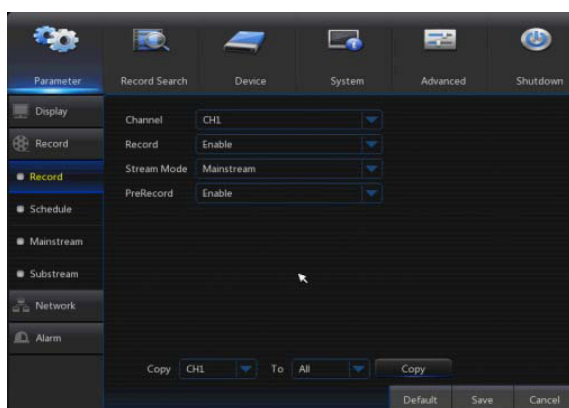 Parameter Record Search Device System Advanced Shutdown
Display
Record
Record
Schedule
Mainstream
Substream
Network
Alarm
Channel CH1
Record Enable
Stream Mode Mainstream
PreRecord Enable
Copy CH1 To All Copy
Default Save Cancel